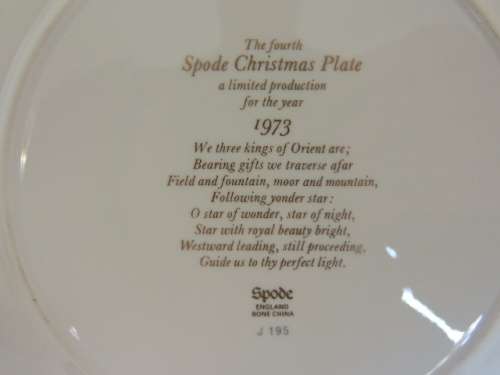 The fourth
Spode Christmas Plate
a limited production
for the year
1973
We three kings of Orient are;
Bearing gifts we traverse afar
Field and fountain, moor and mountain,
Following yonder star:
O star of wonder, star of night,
Star with royal beauty bright,
Westward leading, still proceeding,
Guide us to thy perfect light.
Spode
ENGLAND
BONE CHINA
J 195